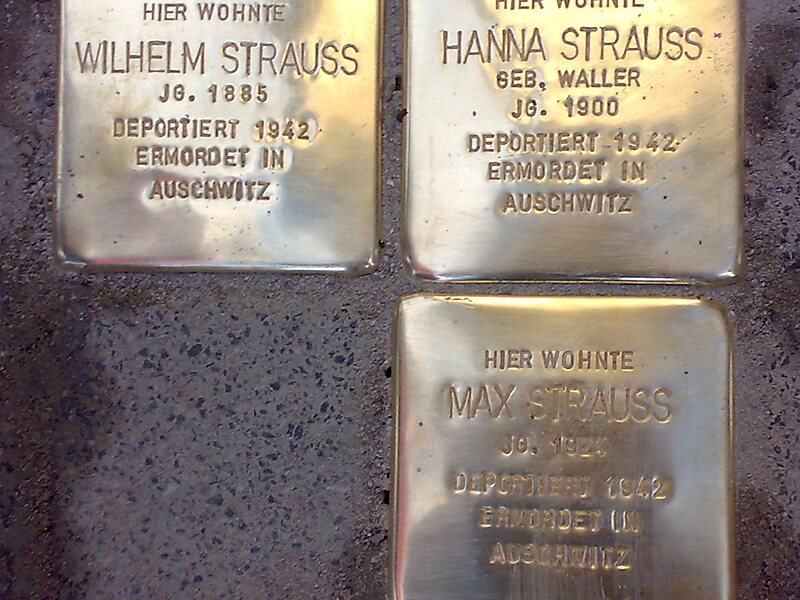 HIER WOHNTE
WILHELM STRAUSS
JG. 1885
DEPORTIERT 1942
ERMORDET IN
AUSCHWITZ
HIER WOHNTE
HANNA STRAUSS
GEB. WALLER
JG. 1900
DEPORTIERT 1942
ERMORDET IN
AUSCHWITZ
HIER WOHNTE
MAX STRAUSS
JG.
DEPORTIERT 1942
ERMORDET IN
AUSCHWITZ